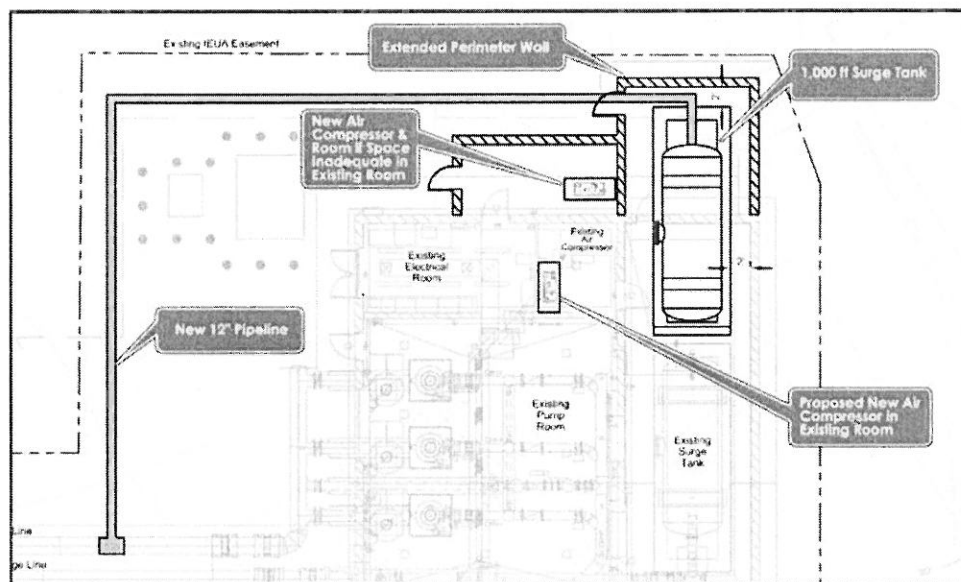 Existing IEUA Easement
Extended Perimeter Wall
1,000 ft Surge Tank
New Air
Compressor &
Room if Space
Inadequate in
Existing Room
2'
Existing
Air
Compressor
Existing
Electrical
Room
2'
New 12" Pipeline
Proposed New Air
Compressor in
Existing Room
Existing
Pump
Room
Existing
Surge
Tank
Line
ge Line